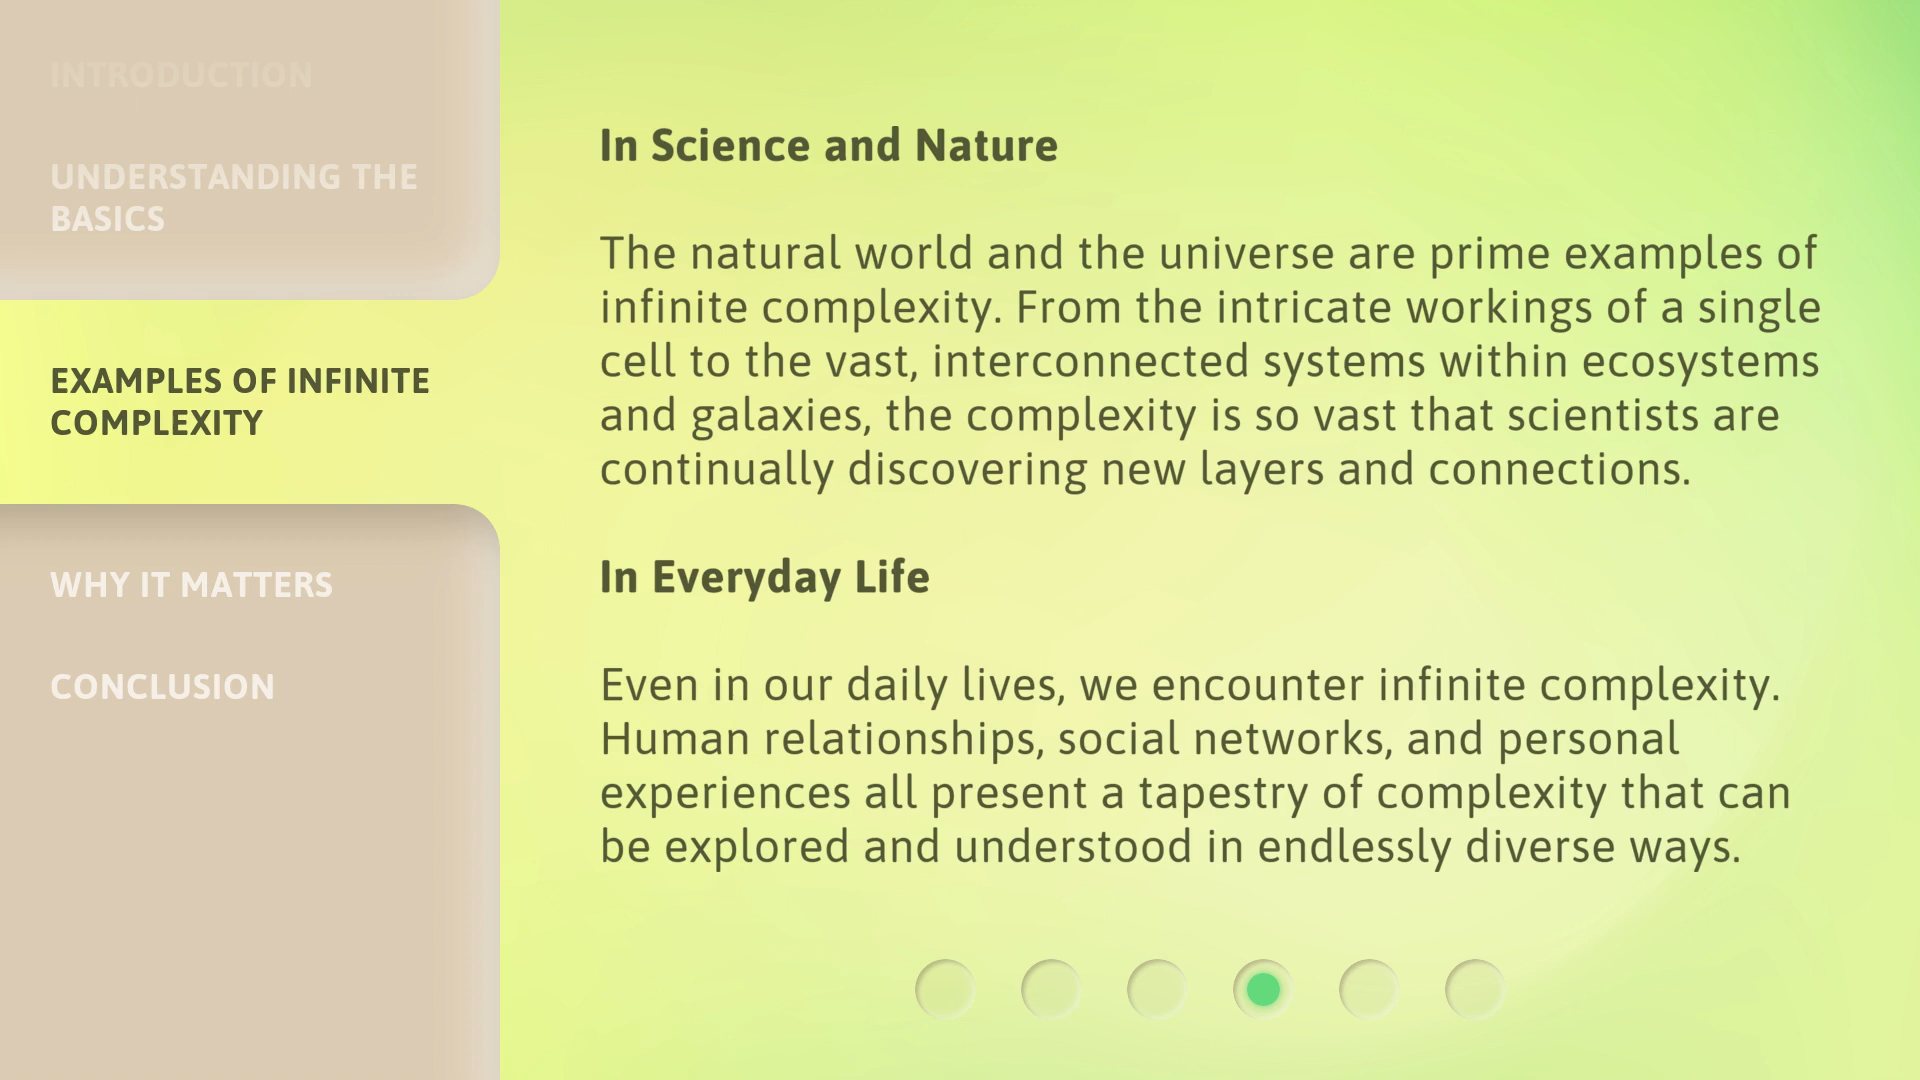 INTRODUCTION
UNDERSTANDING THE
BASICS
EXAMPLES OF INFINITE
COMPLEXITY
WHY IT MATTERS
CONCLUSION
In Science and Nature
The natural world and the universe are prime examples of
infinite complexity. From the intricate workings of a single
cell to the vast, interconnected systems within ecosystems
and galaxies, the complexity is so vast that scientists are
continually discovering new layers and connections.
In Everyday Life
Even in our daily lives, we encounter infinite complexity.
Human relationships, social networks, and personal
experiences all present a tapestry of complexity that can
be explored and understood in endlessly diverse ways.